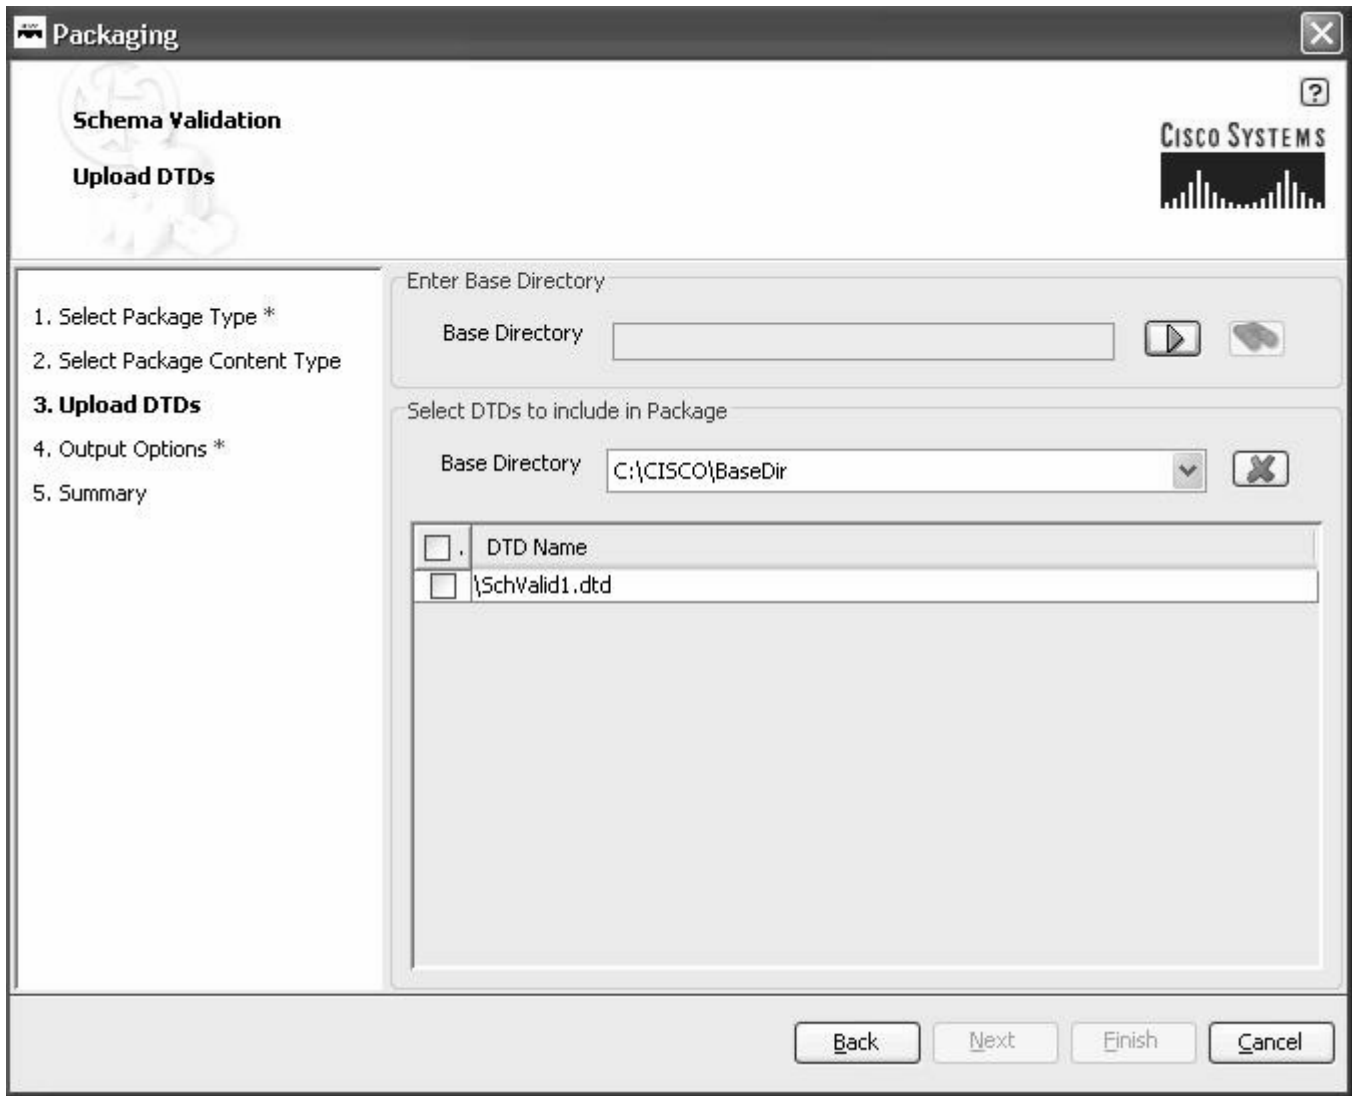 Packaging
Schema Validation
Upload DTDs
?
CISCO SYSTEMS
1. Select Package Type *
2. Select Package Content Type
3. Upload DTDs
4. Output Options *
5. Summary
Enter Base Directory
Base Directory
Select DTDs to include in Package
Base Directory C:\CISCO\BaseDir
. DTD Name
\SchValid1.dtd
Back Next Finish Cancel